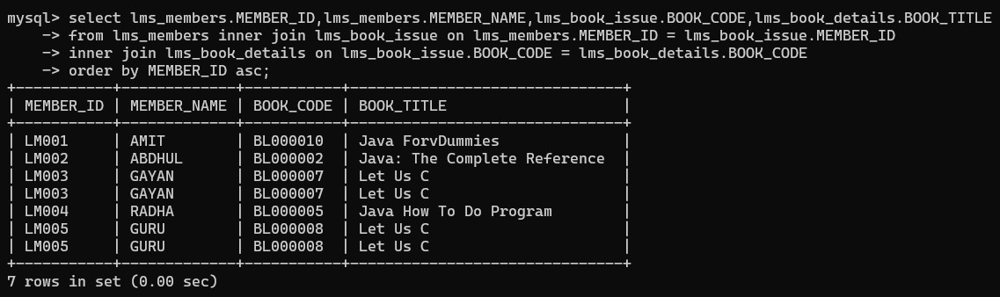 mysql> select lms_members.MEMBER_ID,lms_members.MEMBER_NAME,lms_book_issue.BOOK_CODE,lms_book_details.BOOK_TITLE
    -> from lms_members inner join lms_book_issue on lms_members.MEMBER_ID = lms_book_issue.MEMBER_ID
    -> inner join lms_book_details on lms_book_issue.BOOK_CODE = lms_book_details.BOOK_CODE
    -> order by MEMBER_ID asc;
+-----------+-------------+-----------+-------------------------------+
| MEMBER_ID | MEMBER_NAME | BOOK_CODE | BOOK_TITLE                    |
+-----------+-------------+-----------+-------------------------------+
| LM001     | AMIT        | BL000010  | Java ForvDummies              |
| LM002     | ABDHUL      | BL000002  | Java: The Complete Reference  |
| LM003     | GAYAN       | BL000007  | Let Us C                      |
| LM003     | GAYAN       | BL000007  | Let Us C                      |
| LM004     | RADHA       | BL000005  | Java How To Do Program        |
| LM005     | GURU        | BL000008  | Let Us C                      |
| LM005     | GURU        | BL000008  | Let Us C                      |
+-----------+-------------+-----------+-------------------------------+
7 rows in set (0.00 sec)